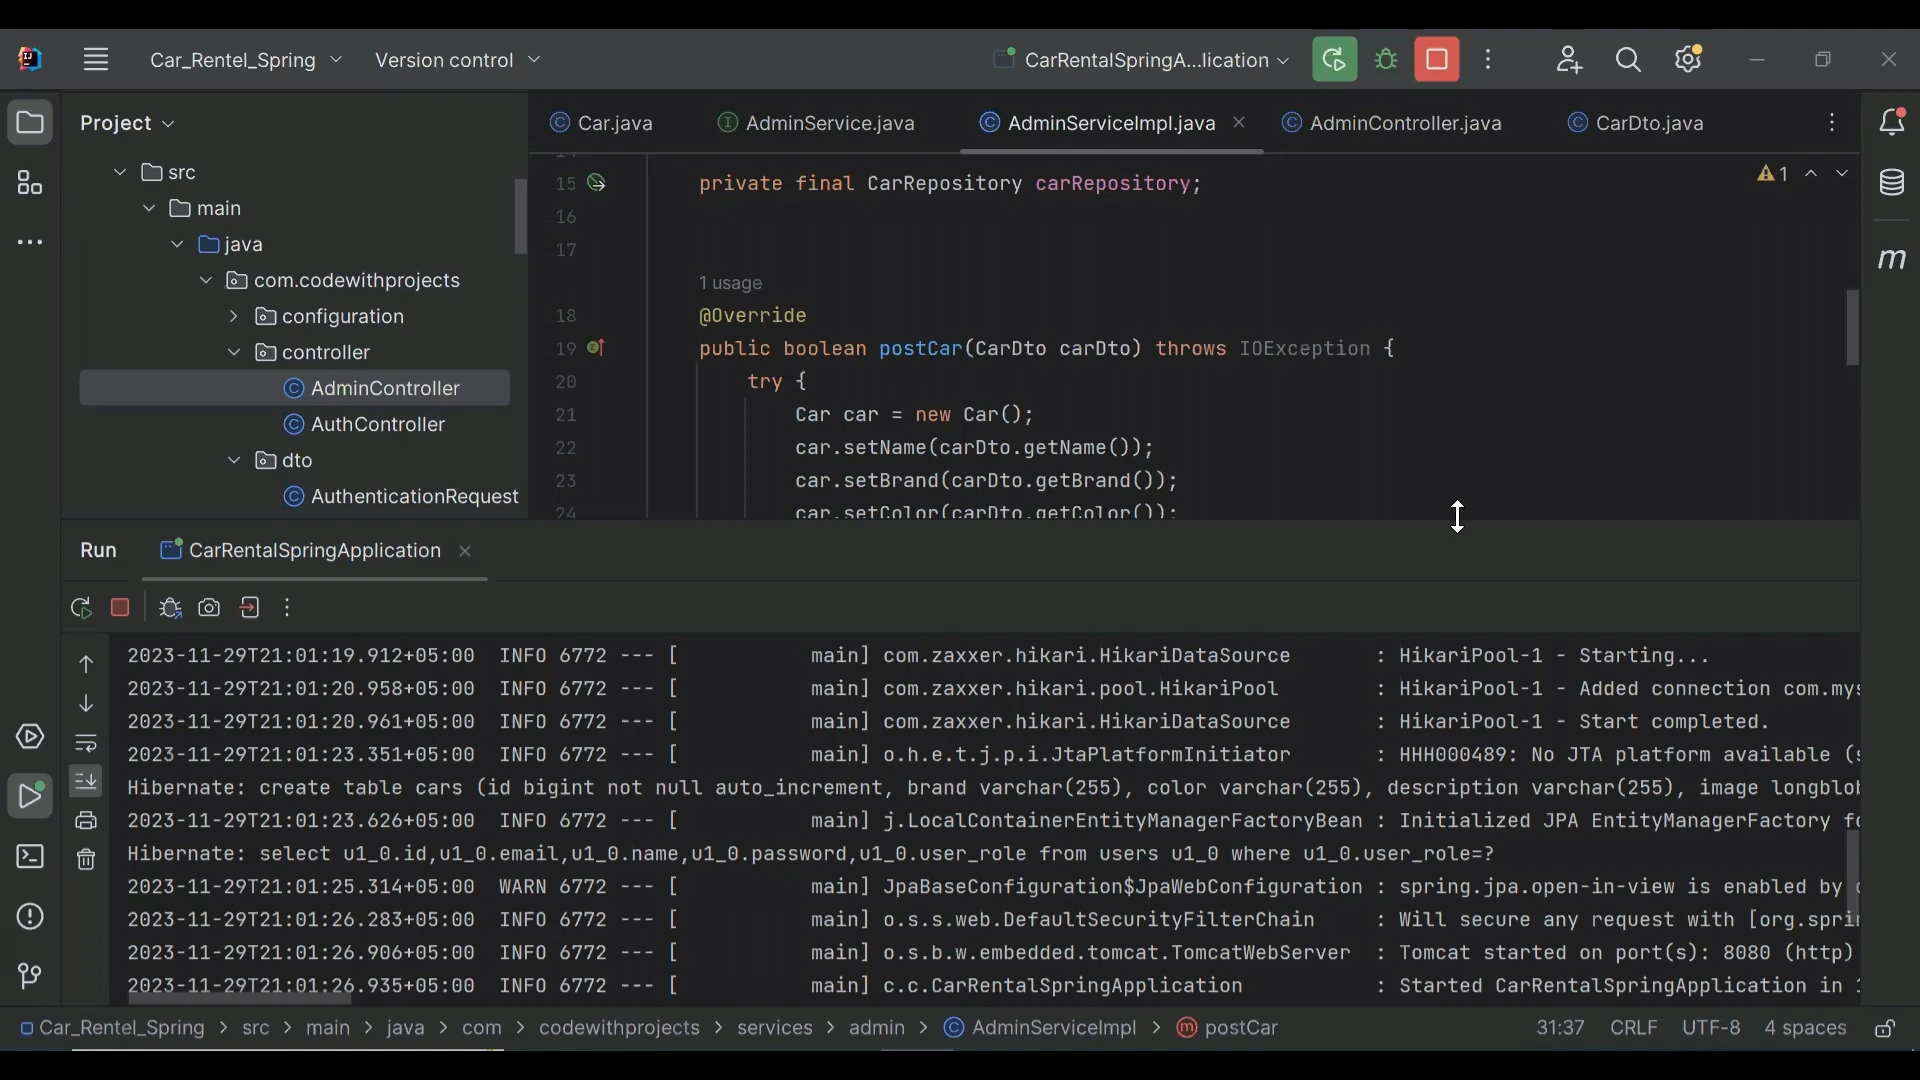 Car_Rentel_Spring
Version control
CarRentalSpringA...lication
Project
Car.java
AdminService.java
AdminServiceImpl.java
AdminController.java
CarDto.java
src
main
java
com.codewithprojects
configuration
controller
AdminController
AuthController
dto
AuthenticationRequest
15 private final CarRepository carRepository;
1
16
17
1 usage
18 @Override
19 public boolean postCar(CarDto carDto) throws IOException {
20 try {
21 Car car = new Car();
22 car.setName(carDto.getName());
23 car.setBrand(carDto.getBrand());
24 car.setColor(carDto.getColor());
Run
CarRentalSpringApplication
2023-11-29T21:01:19.912+05:00 INFO 6772 --- [ main] com.zaxxer.hikari.HikariDataSource : HikariPool-1 - Starting...
2023-11-29T21:01:20.958+05:00 INFO 6772 --- [ main] com.zaxxer.hikari.pool.HikariPool : HikariPool-1 - Added connection com.mys
2023-11-29T21:01:20.961+05:00 INFO 6772 --- [ main] com.zaxxer.hikari.HikariDataSource : HikariPool-1 - Start completed.
2023-11-29T21:01:23.351+05:00 INFO 6772 --- [ main] o.h.e.t.j.p.i.JtaPlatformInitiator : HHH000489: No JTA platform available (s
Hibernate: create table cars (id bigint not null auto_increment, brand varchar(255), color varchar(255), description varchar(255), image longblob
2023-11-29T21:01:23.626+05:00 INFO 6772 --- [ main] j.LocalContainerEntityManagerFactoryBean : Initialized JPA EntityManagerFactory fo
Hibernate: select u1_0.id,u1_0.email,u1_0.name,u1_0.password,u1_0.user_role from users u1_0 where u1_0.user_role=?
2023-11-29T21:01:25.314+05:00 WARN 6772 --- [ main] JpaBaseConfiguration$JpaWebConfiguration : spring.jpa.open-in-view is enabled by
2023-11-29T21:01:26.283+05:00 INFO 6772 --- [ main] o.s.s.web.DefaultSecurityFilterChain : Will secure any request with [org.spri
2023-11-29T21:01:26.906+05:00 INFO 6772 --- [ main] o.s.b.w.embedded.tomcat.TomcatWebServer : Tomcat started on port(s): 8080 (http)
2023-11-29T21:01:26.935+05:00 INFO 6772 --- [ main] c.c.CarRentalSpringApplication : Started CarRentalSpringApplication in
Car_Rentel_Spring > src > main > java > com > codewithprojects > services > admin > AdminServiceImpl > postCar
31:37 CRLF UTF-8 4 spaces